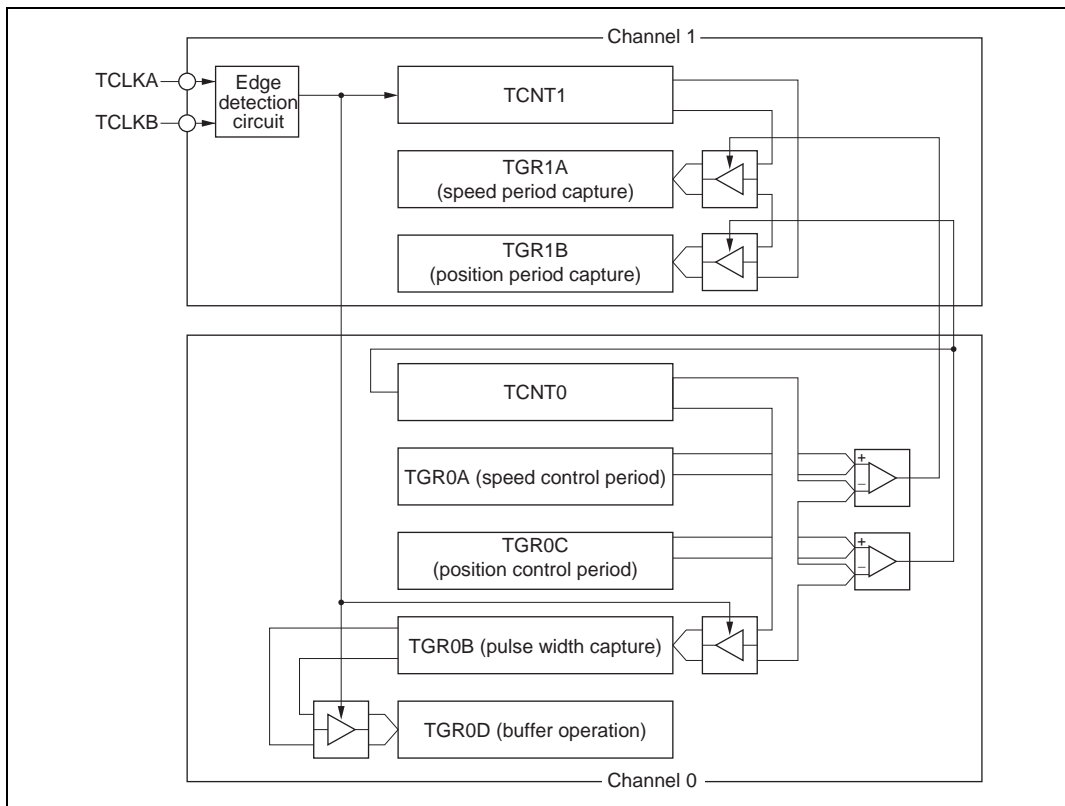 Channel 1
TCLKA
TCLKB
Edge
detection
circuit
TCNT1
TGR1A
(speed period capture)
TGR1B
(position period capture)
TCNT0
TGR0A (speed control period)
+
−
TGR0C
(position control period)
+
−
TGR0B (pulse width capture)
TGR0D (buffer operation)
Channel 0